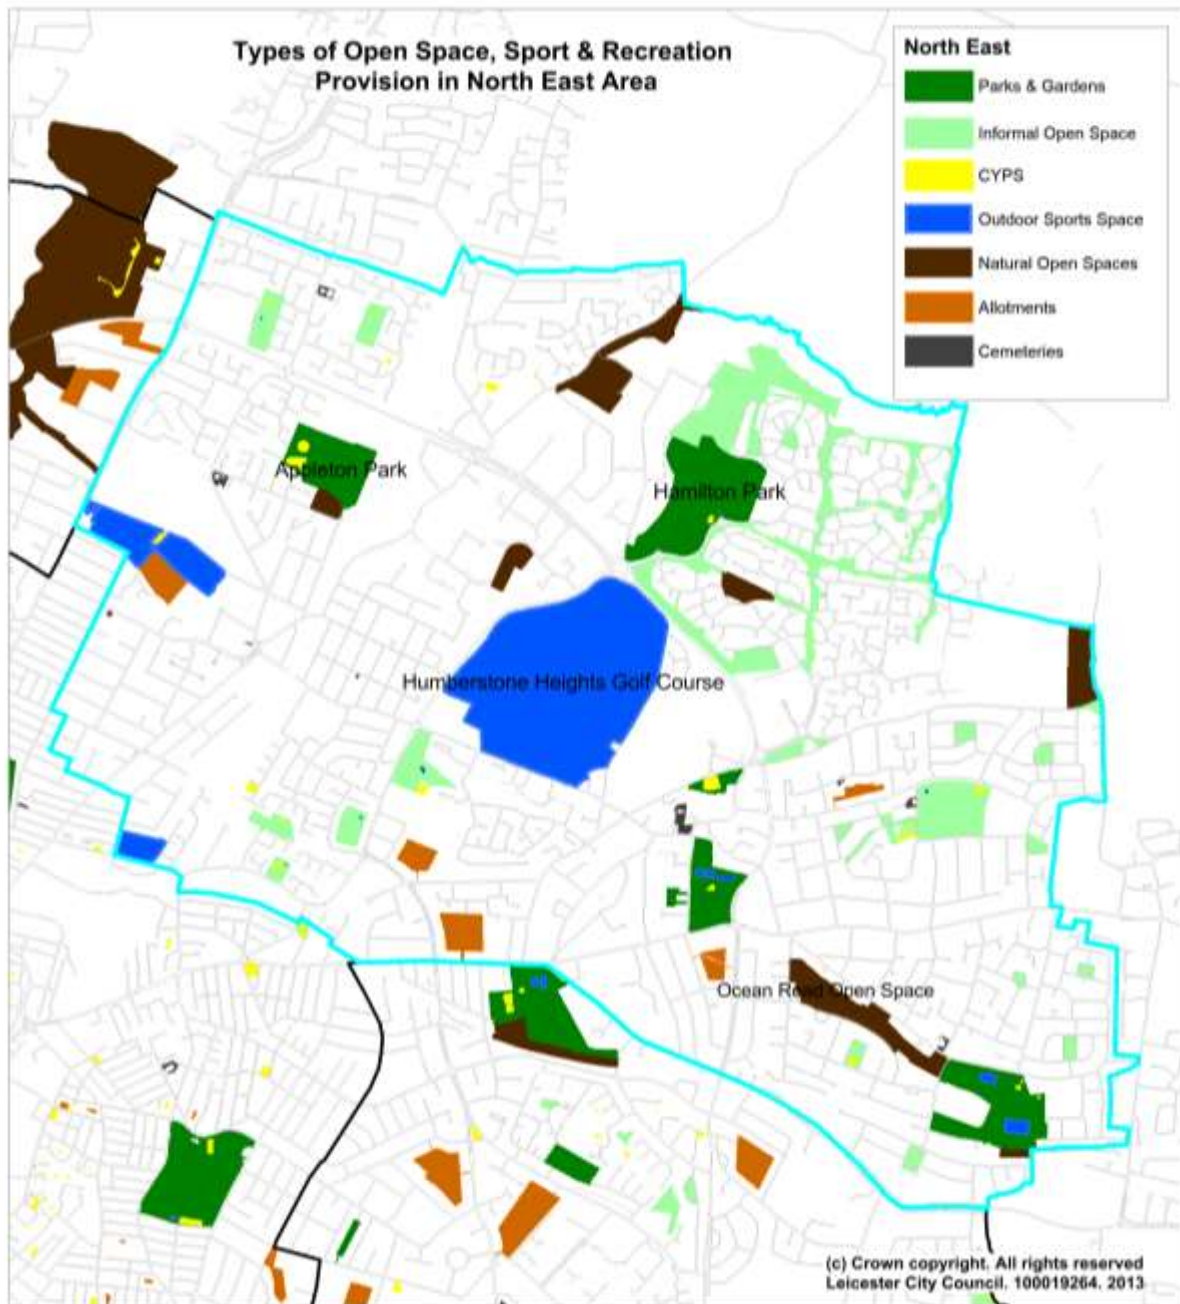 Types of Open Space, Sport & Recreation
Provision in North East Area
North East
Parks & Gardens
Informal Open Space
CYPS
Outdoor Sports Space
Natural Open Spaces
Allotments
Cemeteries
Appleton Park
Hamilton Park
Humberstone Heights Golf Course
Ocean Road Open Space
(c) Crown copyright. All rights reserved
Leicester City Council. 100019264. 2013